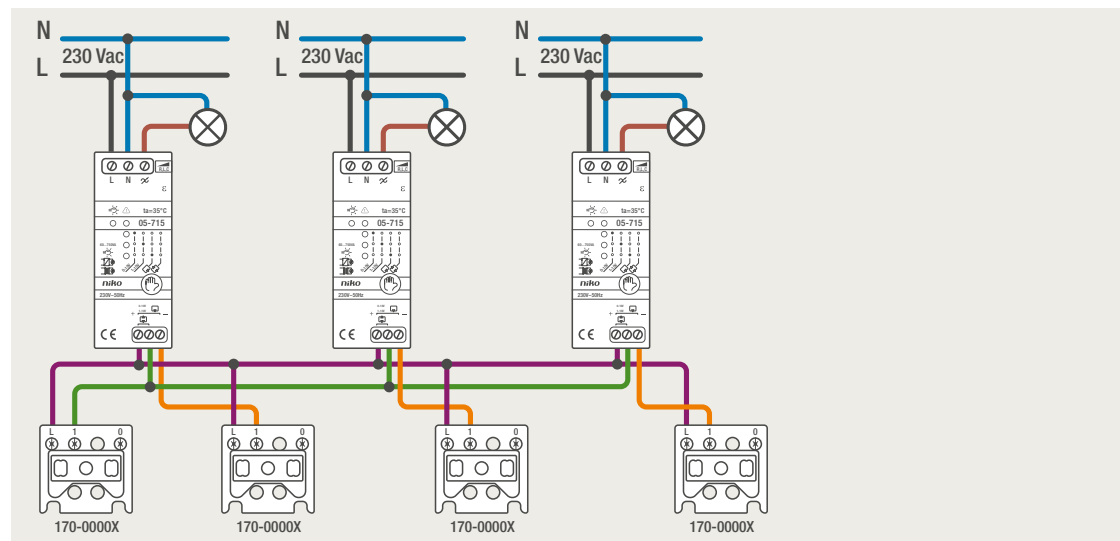 N N N
230 Vac 230 Vac 230 Vac
L L L
L N L N L N
ε ε ε
ta=35°C ta=35°C ta=35°C
05-715 05-715 05-715
niko niko niko
230V~50Hz 230V~50Hz 230V~50Hz
+ − + − + −
CE CE CE
L 1 0 L 1 0 L 1 0 L 1 0
170-0000X 170-0000X 170-0000X 170-0000X